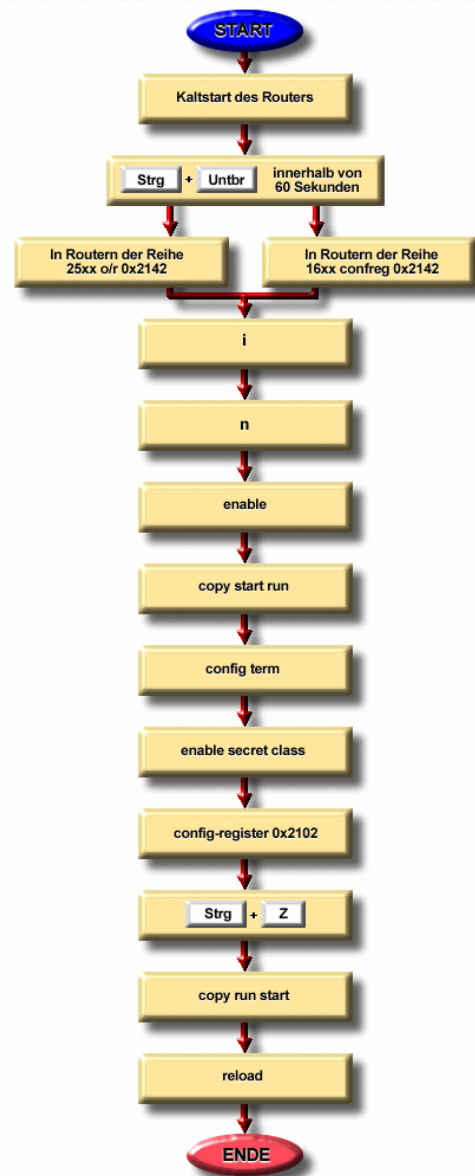 START
Kaltstart des Routers
Strg + Untbr innerhalb von
60 Sekunden
In Routern der Reihe
25xx o/r 0x2142
In Routern der Reihe
16xx confreg 0x2142
i
n
enable
copy start run
config term
enable secret class
config-register 0x2102
Strg + Z
copy run start
reload
ENDE